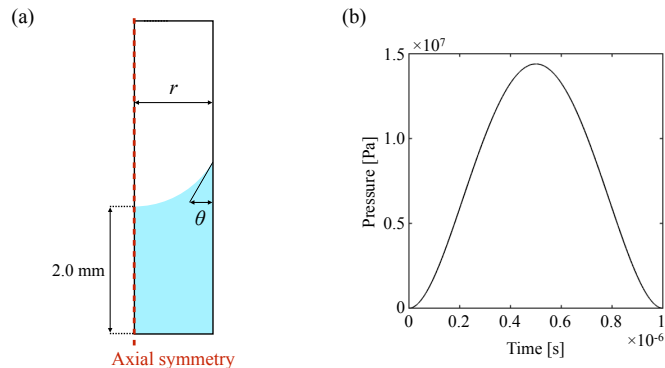 (a)
r
θ
2.0 mm
Axial symmetry
(b)
×10⁷
1.5
1.0
0.5
0
Pressure [Pa]
0 0.2 0.4 0.6 0.8 1
×10⁻⁶
Time [s]